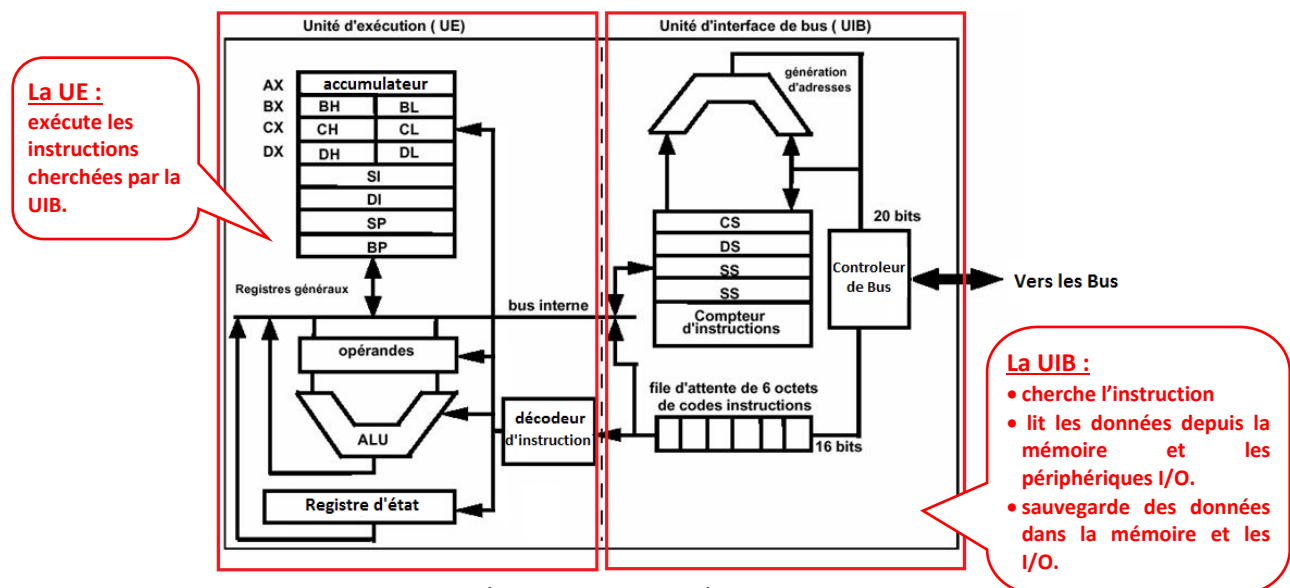 Unité d'exécution ( UE)
Unité d'interface de bus ( UIB)
La UE :
exécute les
instructions
cherchées par la
UIB.
AX
accumulateur
BX
BH
BL
CX
CH
CL
DX
DH
DL
SI
DI
SP
BP
Registres généraux
bus interne
opérandes
ALU
décodeur
d'instruction
Registre d'état
génération
d'adresses
CS
DS
SS
SS
Compteur
d'instructions
20 bits
Controleur
de Bus
Vers les Bus
file d'attente de 6 octets
de codes instructions
16 bits
La UIB :
• cherche l’instruction
• lit les données depuis la
mémoire et les
périphériques I/O.
• sauvegarde des données
dans la mémoire et les
I/O.